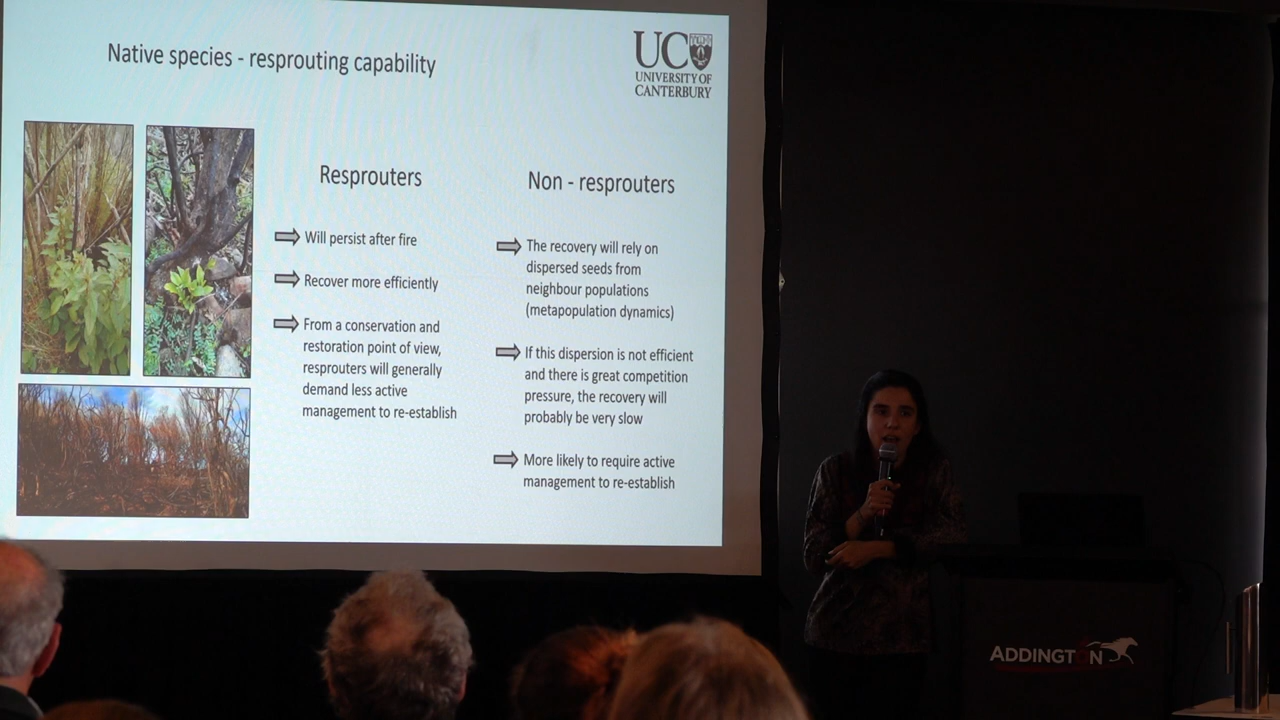 Native species - resprouting capability
UC
UNIVERSITY OF
CANTERBURY
Resprouters
Will persist after fire
Recover more efficiently
From a conservation and
restoration point of view,
resprouters will generally
demand less active
management to re-establish
Non - resprouters
The recovery will rely on
dispersed seeds from
neighbour populations
(metapopulation dynamics)
If this dispersion is not efficient
and there is great competition
pressure, the recovery will
probably be very slow
More likely to require active
management to re-establish
ADDINGTON